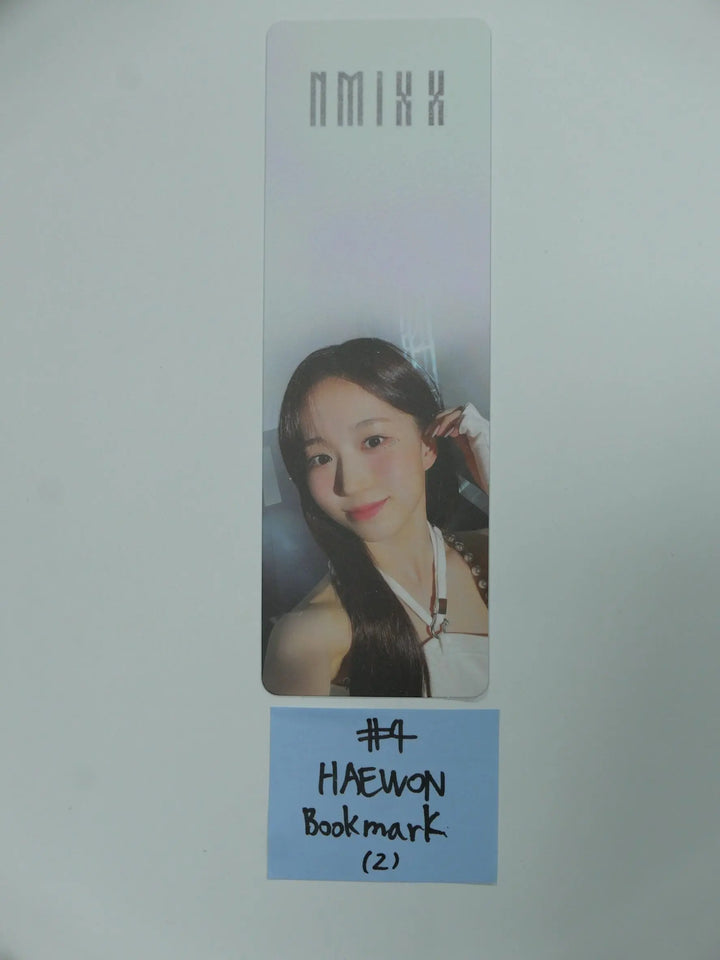 NMIXX
#4
HAEWON
Bookmark
(2)